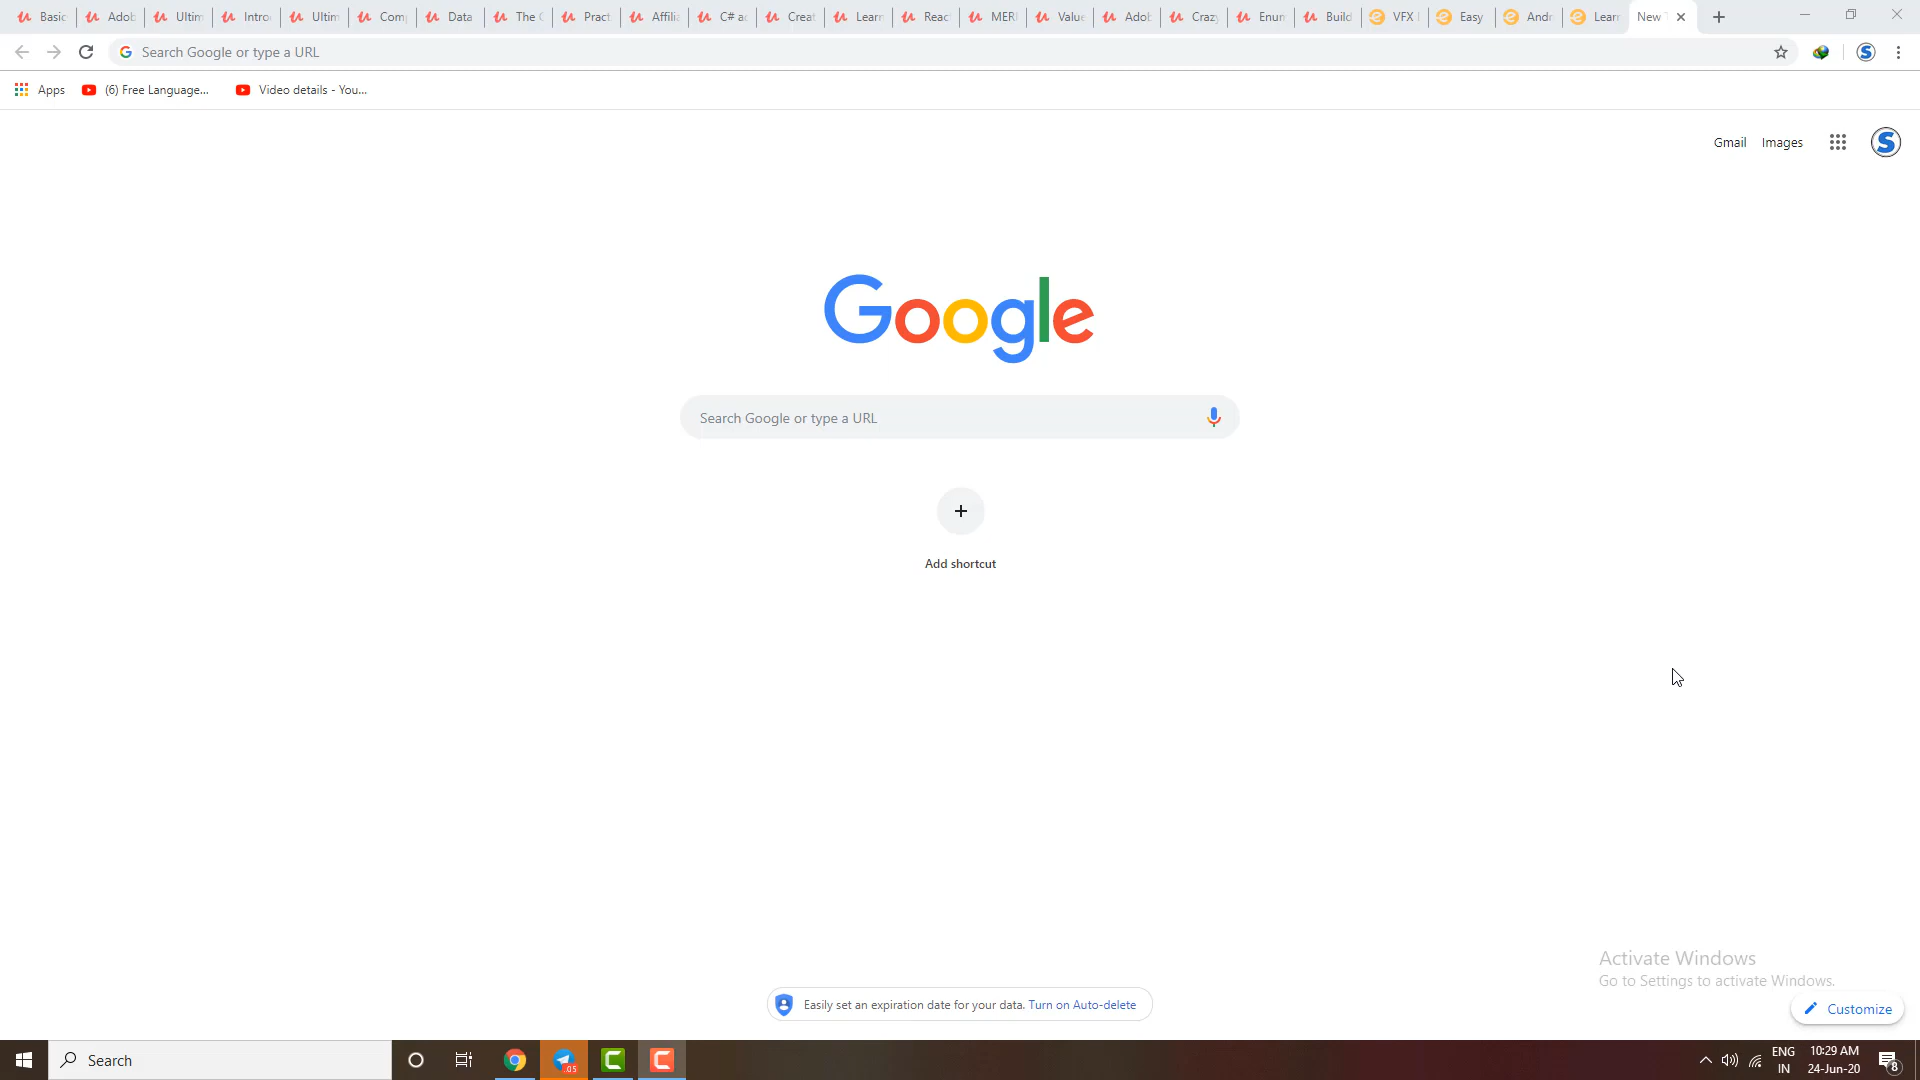 Basic
Adob
Ultim
Intro
Ultim
Com
Data
The
Pract
Affilia
C# ac
Creat
Learn
Reac
MER
Value
Adob
Crazy
Enum
Build
VFX
Easy
Andr
Learn
New
Search Google or type a URL
Apps
(6) Free Language...
Video details - You...
Gmail
Images
Google
Search Google or type a URL
Add shortcut
Activate Windows
Go to Settings to activate Windows.
Easily set an expiration date for your data. Turn on Auto-delete
Customize
Search
ENG
IN
10:29 AM
24-Jun-20
8